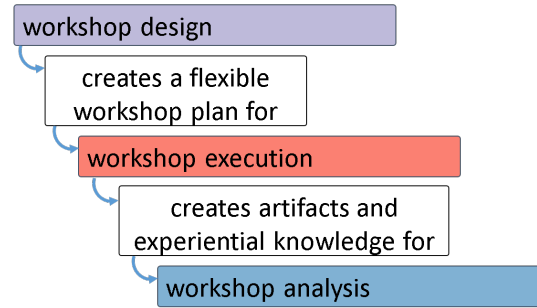 workshop design
creates a flexible
workshop plan for
workshop execution
creates artifacts and
experiential knowledge for
workshop analysis